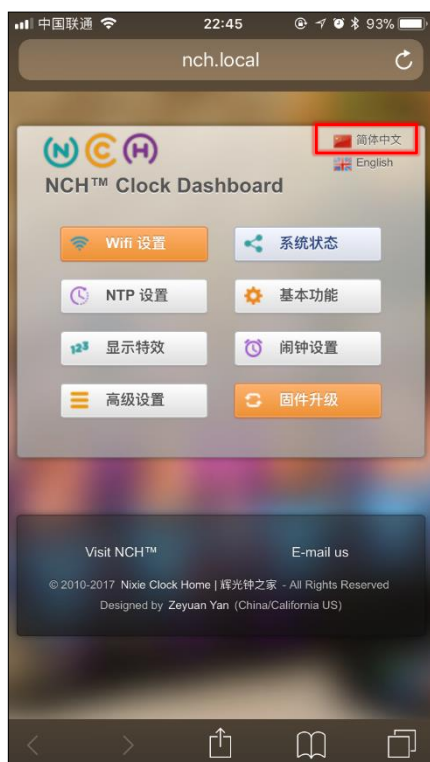 中国联通 22:45 93%
nch.local
简体中文
N C H
English
NCH™ Clock Dashboard
Wifi 设置 系统状态
NTP 设置 基本功能
123 显示特效 闹钟设置
高级设置 固件升级
Visit NCH™ E-mail us
© 2010-2017 Nixie Clock Home | 辉光钟之家 - All Rights Reserved
Designed by Zeyuan Yan (China/California US)